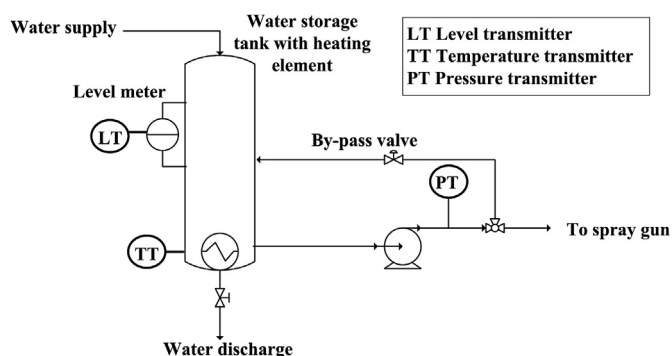 Water supply
Water storage
tank with heating
element
LT Level transmitter
TT Temperature transmitter
PT Pressure transmitter
Level meter
LT
By-pass valve
PT
To spray gun
TT
Water discharge